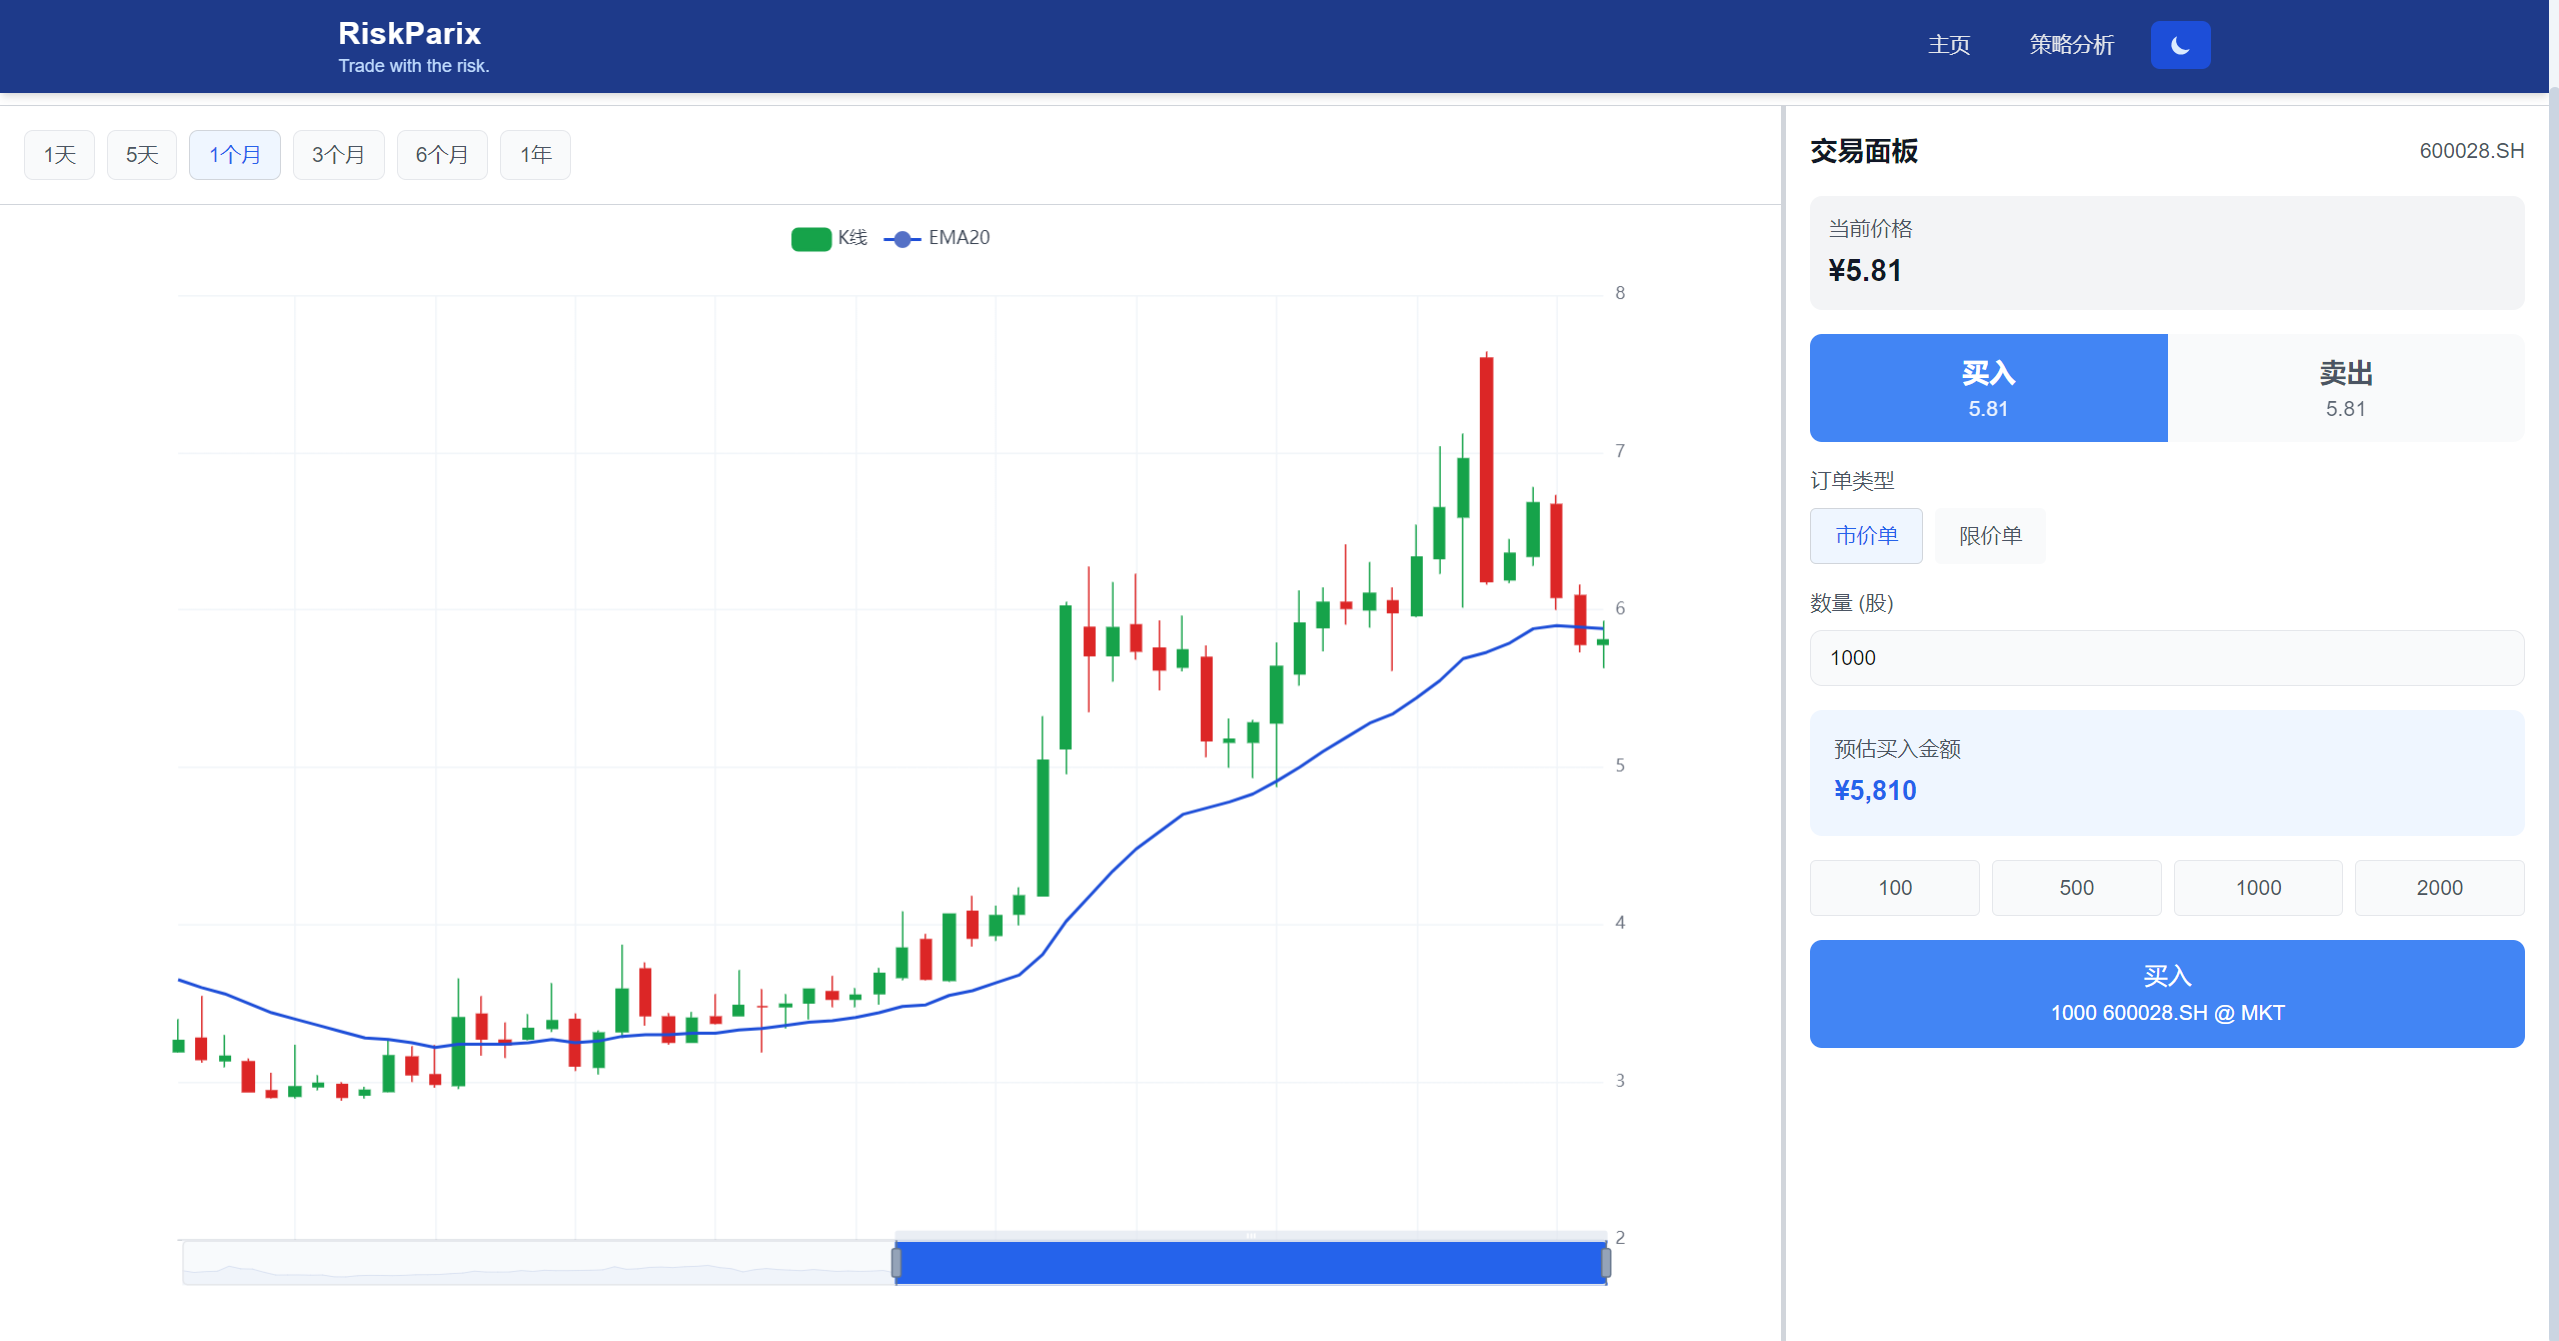 RiskParix
Trade with the risk.
主页
策略分析
1天
5天
1个月
3个月
6个月
1年
K线
EMA20
8
7
6
5
4
3
2
交易面板
600028.SH
当前价格
¥5.81
买入
5.81
卖出
5.81
订单类型
市价单
限价单
数量 (股)
1000
预估买入金额
¥5,810
100
500
1000
2000
买入
1000 600028.SH @ MKT